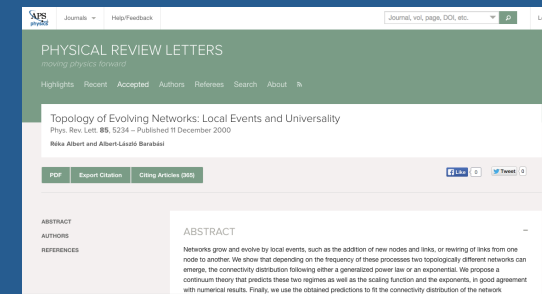 APS
physics
Journals
Help/Feedback
Journal, vol, page, DOI, etc.
PHYSICAL REVIEW LETTERS
moving physics forward
Highlights Recent Accepted Authors Referees Search About
Topology of Evolving Networks: Local Events and Universality
Phys. Rev. Lett. 85, 5234 – Published 11 December 2000
Réka Albert and Albert-László Barabási
PDF Export Citation Citing Articles (365)
Like 0 Tweet 0
ABSTRACT
AUTHORS
REFERENCES
ABSTRACT
Networks grow and evolve by local events, such as the addition of new nodes and links, or rewiring of links from one
node to another. We show that depending on the frequency of these processes two topologically different networks can
emerge, the connectivity distribution following either a generalized power law or an exponential. We propose a
continuum theory that predicts these two regimes as well as the scaling function and the exponents, in good agreement
with numerical results. Finally, we use the obtained predictions to fit the connectivity distribution of the network